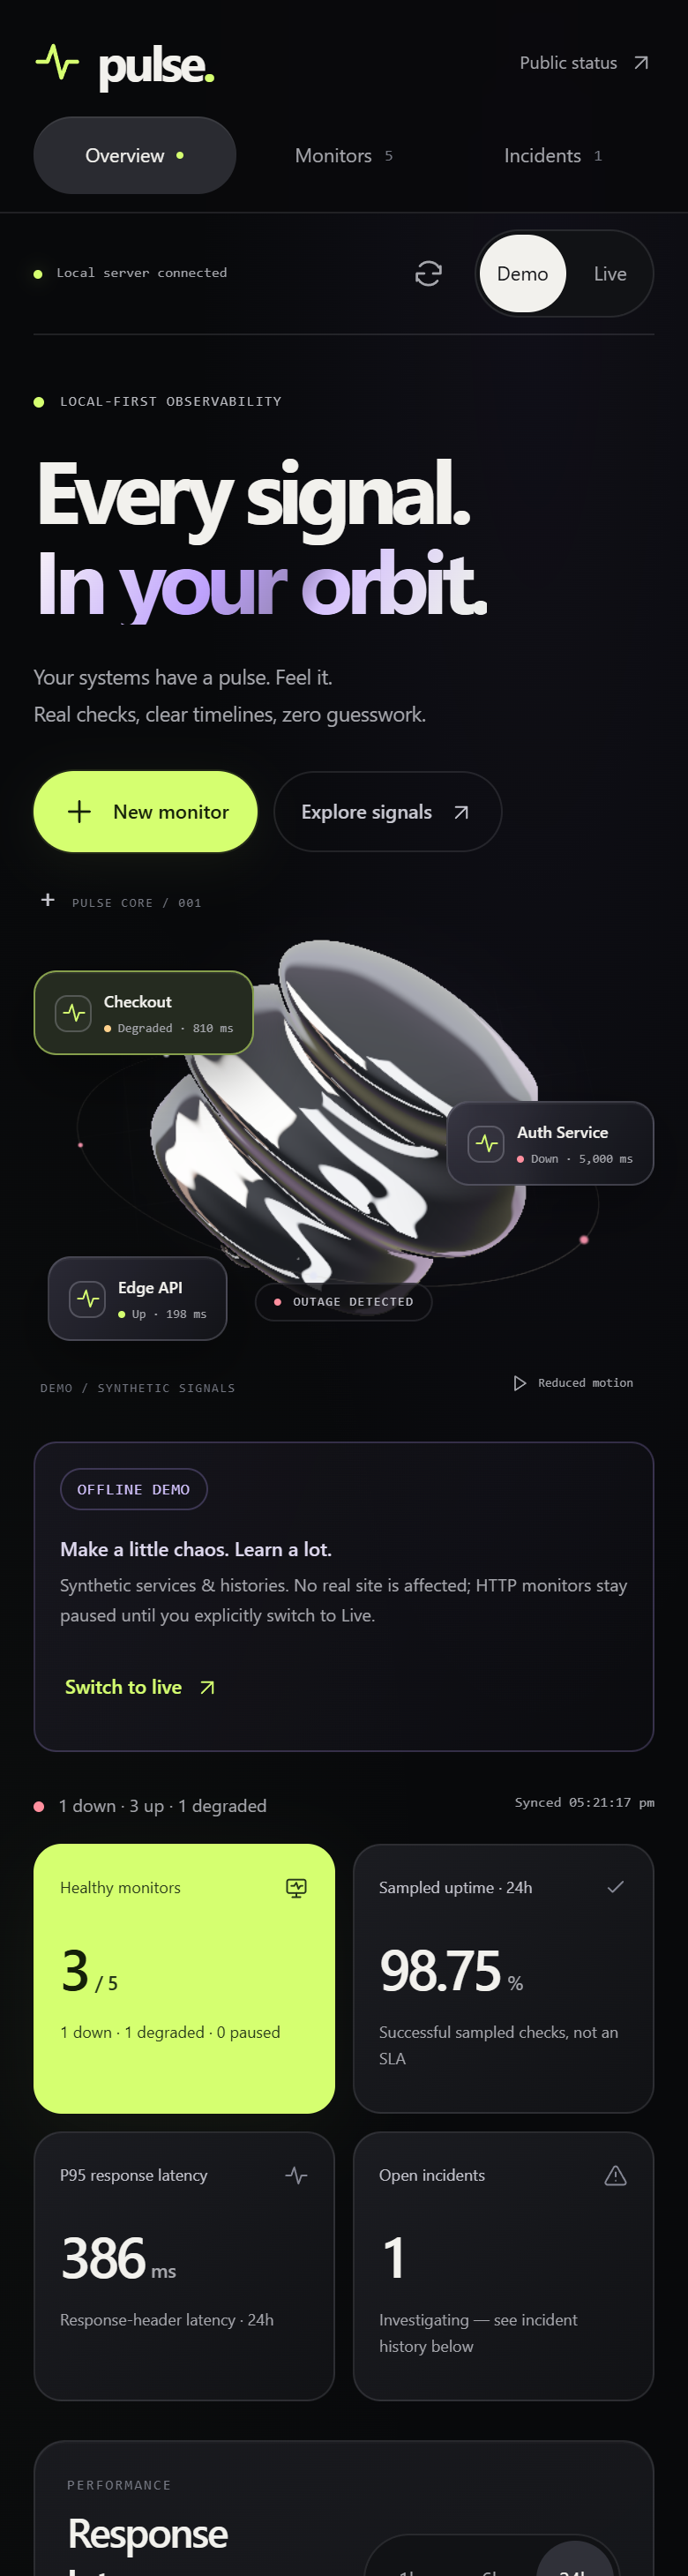 pulse.
Public status
Overview
Monitors 5
Incidents 1
Local server connected
Demo
Live
LOCAL-FIRST OBSERVABILITY
Every signal.
In your orbit.
Your systems have a pulse. Feel it.
Real checks, clear timelines, zero guesswork.
New monitor
Explore signals
PULSE CORE / 001
Checkout
Degraded · 810 ms
Auth Service
Down · 5,000 ms
Edge API
Up · 198 ms
OUTAGE DETECTED
DEMO / SYNTHETIC SIGNALS
Reduced motion
OFFLINE DEMO
Make a little chaos. Learn a lot.
Synthetic services & histories. No real site is affected; HTTP monitors stay
paused until you explicitly switch to Live.
Switch to live
1 down · 3 up · 1 degraded
Synced 05:21:17 pm
Healthy monitors
3 / 5
1 down · 1 degraded · 0 paused
Sampled uptime · 24h
98.75 %
Successful sampled checks, not an
SLA
P95 response latency
386 ms
Response-header latency · 24h
Open incidents
1
Investigating — see incident
history below
PERFORMANCE
Response